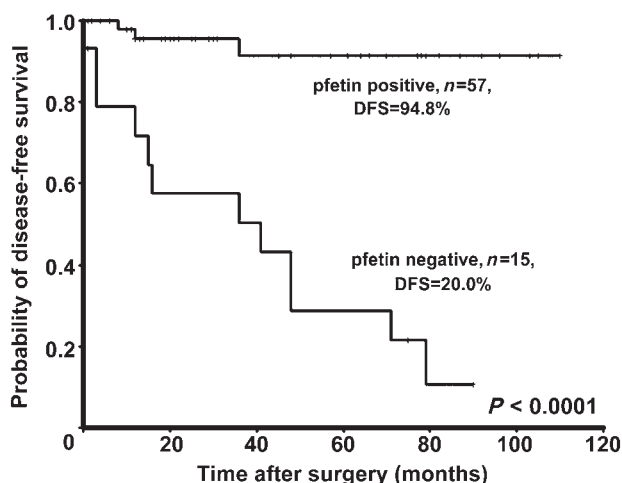 Probability of disease-free survival
1.0
0.8
0.6
0.4
0.2
0
20
40
60
80
100
120
pfetin positive, n=57,
DFS=94.8%
pfetin negative, n=15,
DFS=20.0%
P < 0.0001
Time after surgery (months)